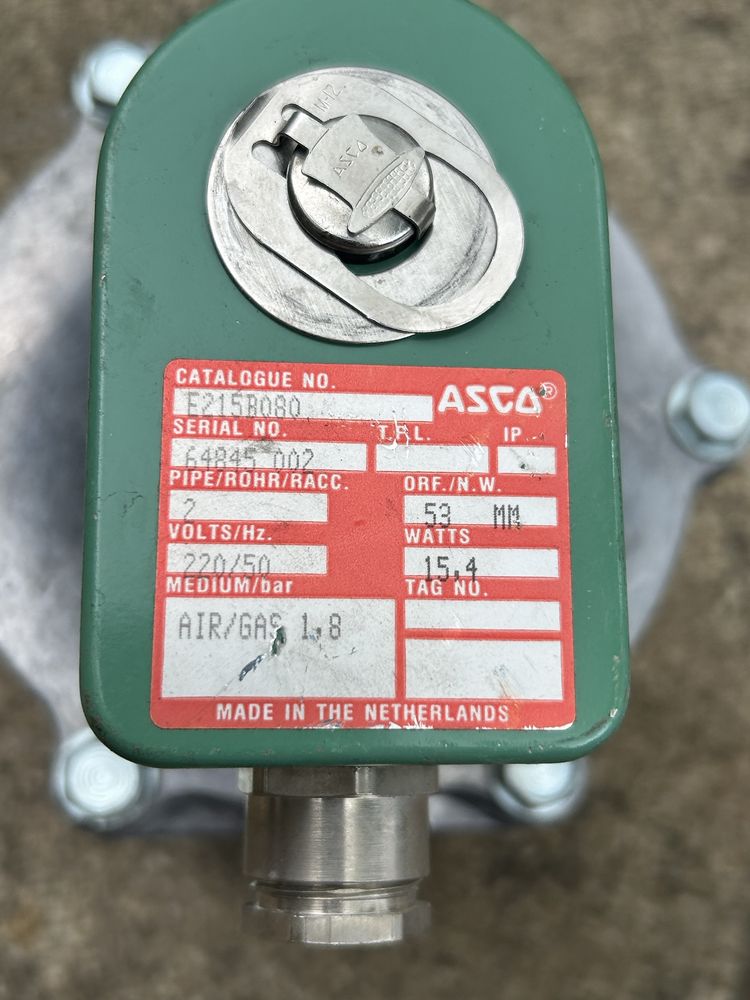 M-12
ASCO
CATALOGUE NO.
ASCO®
E215B080
SERIAL NO. T.P.L. IP
64845 002
PIPE/ROHR/RACC. ORF./N.W.
2 53 MM
VOLTS/Hz. WATTS
220/50 15,4
MEDIUM/bar TAG NO.
AIR/GAS 1,8
MADE IN THE NETHERLANDS